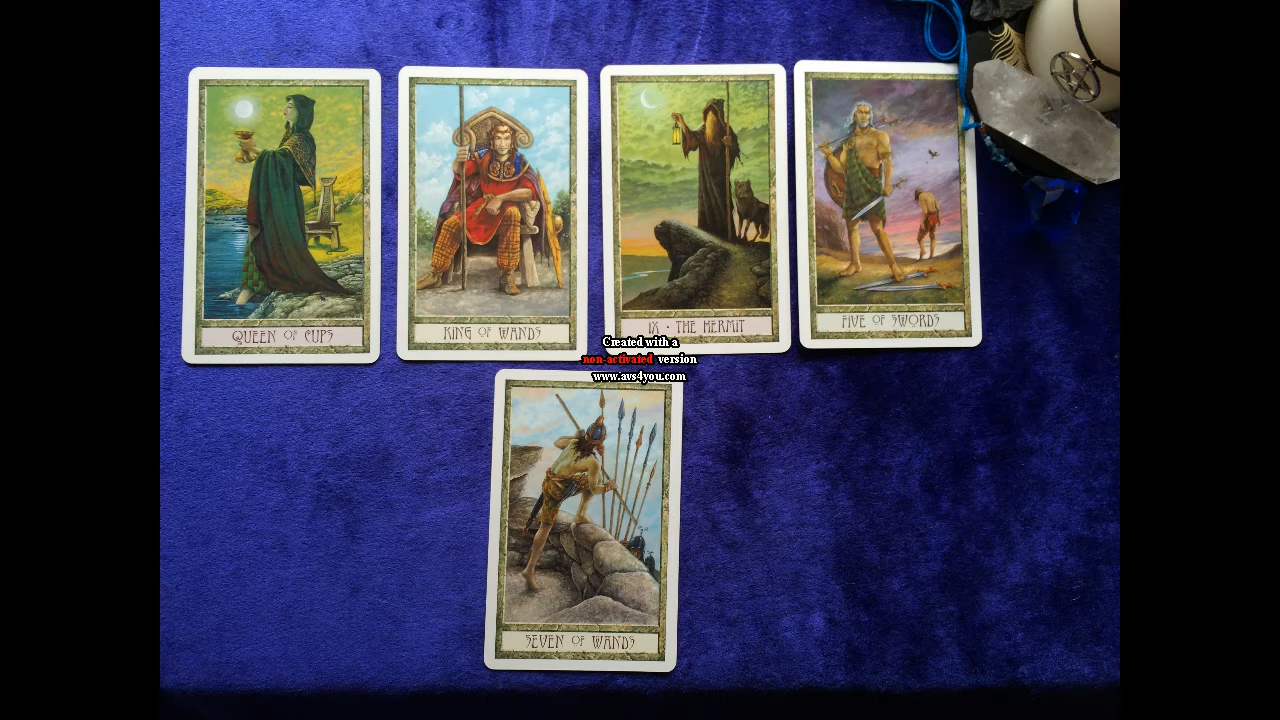 QUEEN OF CUPS
KING OF WANDS
IX · THE HERMIT
FIVE OF SWORDS
Created with a
non-activated version
www.avs4you.com
SEVEN OF WANDS